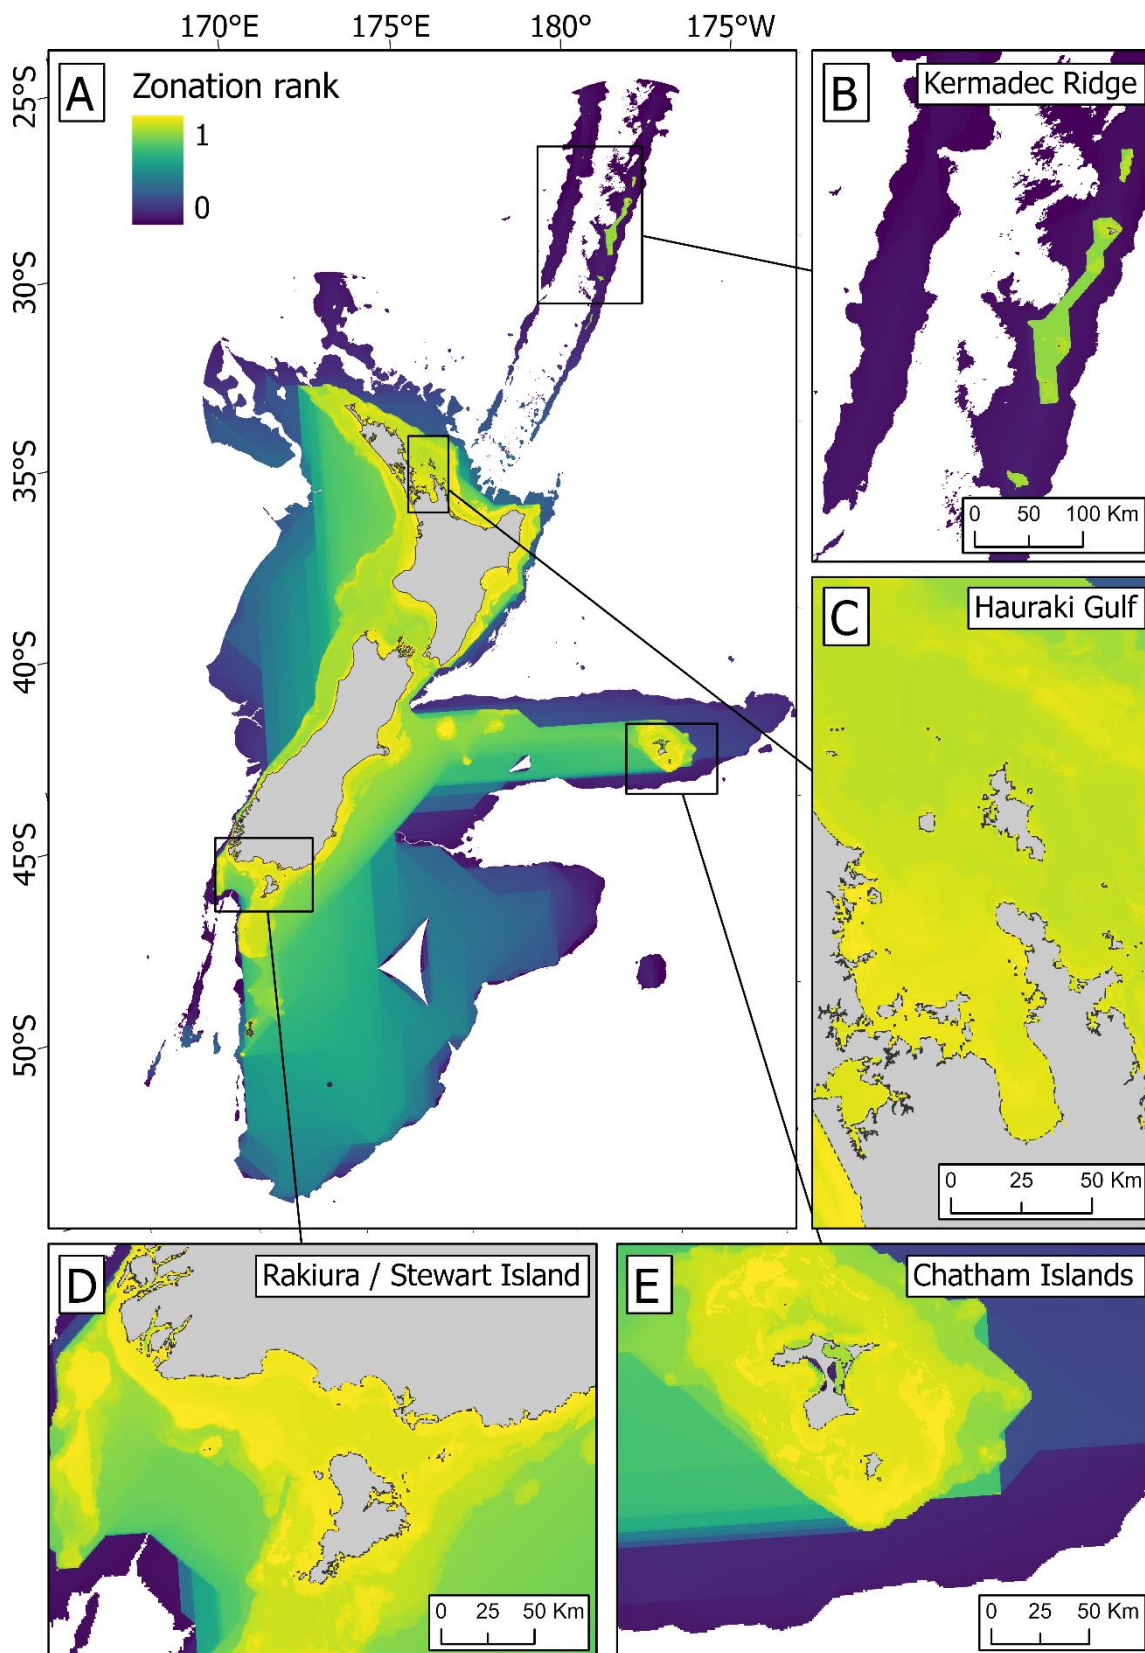 170°E 175°E 180° 175°W
25°S
30°S
35°S
40°S
45°S
50°S
A
Zonation rank
1
0
B
Kermadec Ridge
0 50 100 Km
C
Hauraki Gulf
0 25 50 Km
D
Rakiura / Stewart Island
0 25 50 Km
E
Chatham Islands
0 25 50 Km